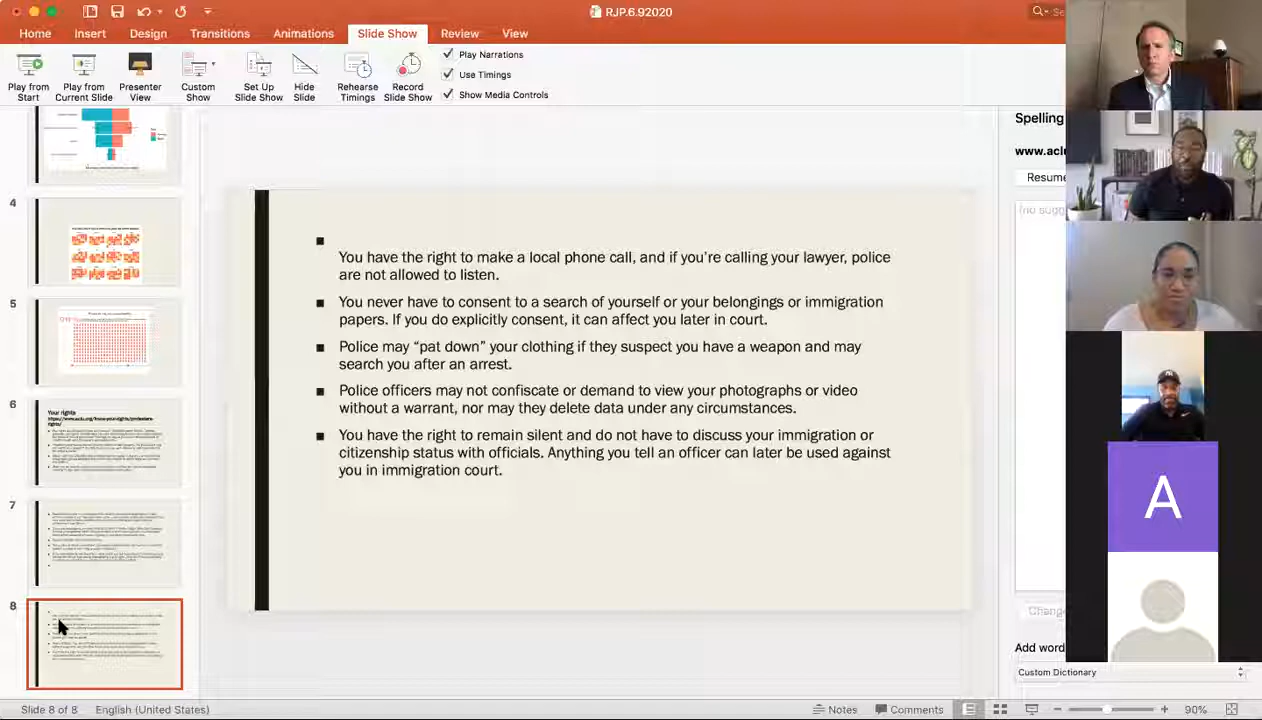 RJP.6.92020
Home Insert Design Transitions Animations Slide Show Review View
Play from Start
Play from Current Slide
Presenter View
Custom Show
Set Up Slide Show
Hide Slide
Rehearse Timings
Record Slide Show
Play Narrations
Use Timings
Show Media Controls
4
5
6
Your rights
7
8
You have the right to make a local phone call, and if you’re calling your lawyer, police
are not allowed to listen.
You never have to consent to a search of yourself or your belongings or immigration
papers. If you do explicitly consent, it can affect you later in court.
Police may “pat down” your clothing if they suspect you have a weapon and may
search you after an arrest.
Police officers may not confiscate or demand to view your photographs or video
without a warrant, nor may they delete data under any circumstances.
You have the right to remain silent and do not have to discuss your immigration or
citizenship status with officials. Anything you tell an officer can later be used against
you in immigration court.
Spelling
www.aclu
Resume
(no sugg
Change
Add word
Custom Dictionary
A
Slide 8 of 8 English (United States)
Notes Comments 90%